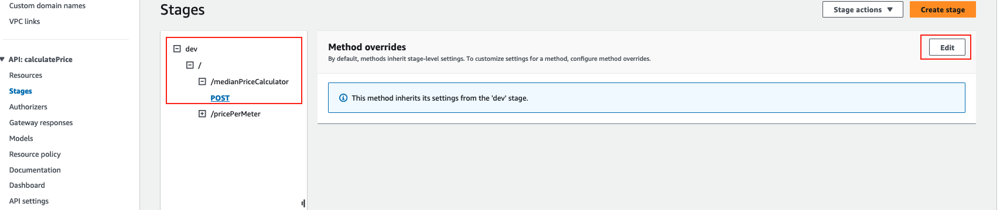 Custom domain names
VPC links
API: calculatePrice
Resources
Stages
Authorizers
Gateway responses
Models
Resource policy
Documentation
Dashboard
API settings
Stages
Stage actions
Create stage
dev
/
/medianPriceCalculator
POST
/pricePerMeter
Method overrides
Edit
By default, methods inherit stage-level settings. To customize settings for a method, configure method overrides.
This method inherits its settings from the 'dev' stage.